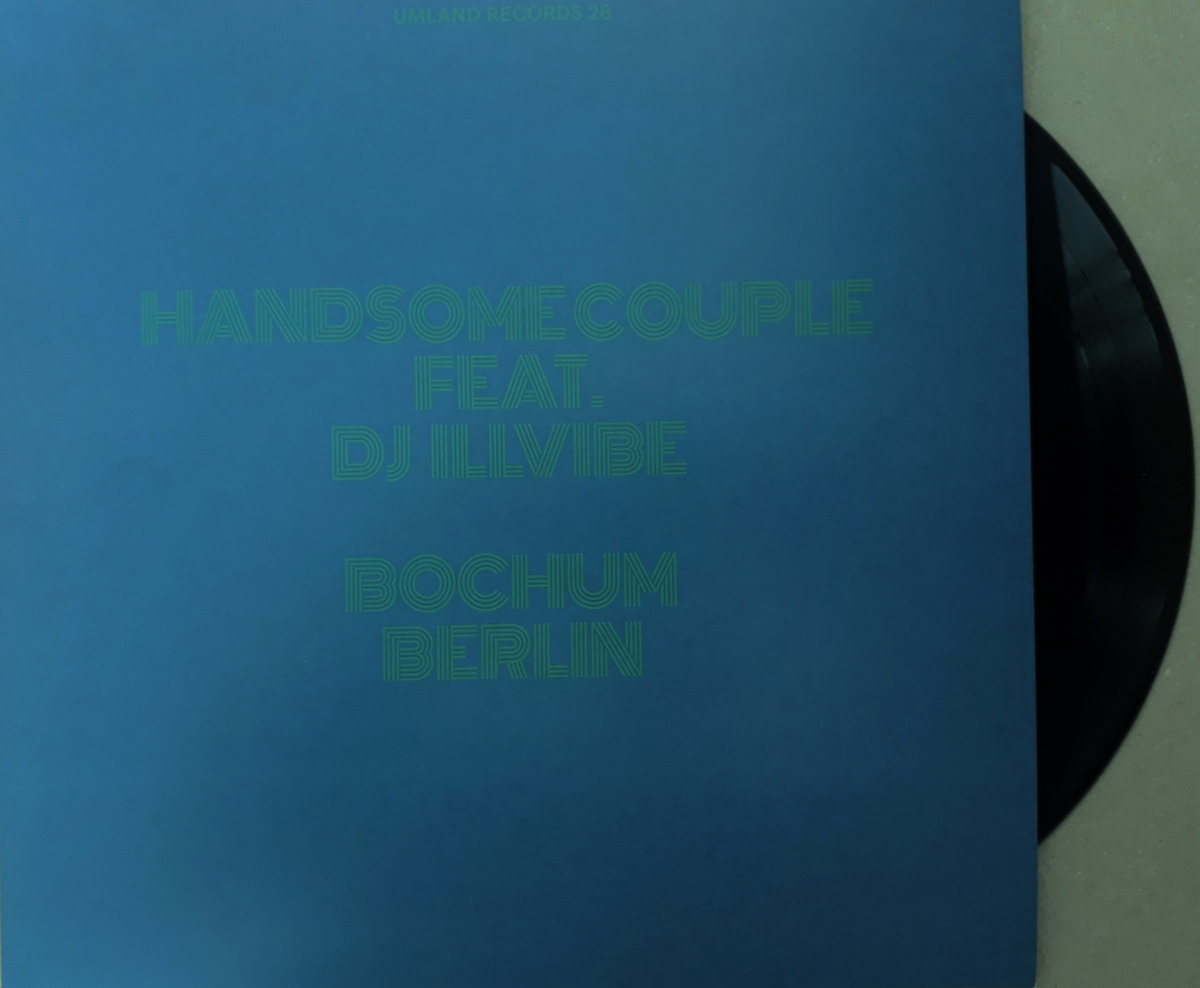 UMLAND RECORDS 28
HANDSOME COUPLE
FEAT.
DJ ILLVIBE
BOCHUM
BERLIN